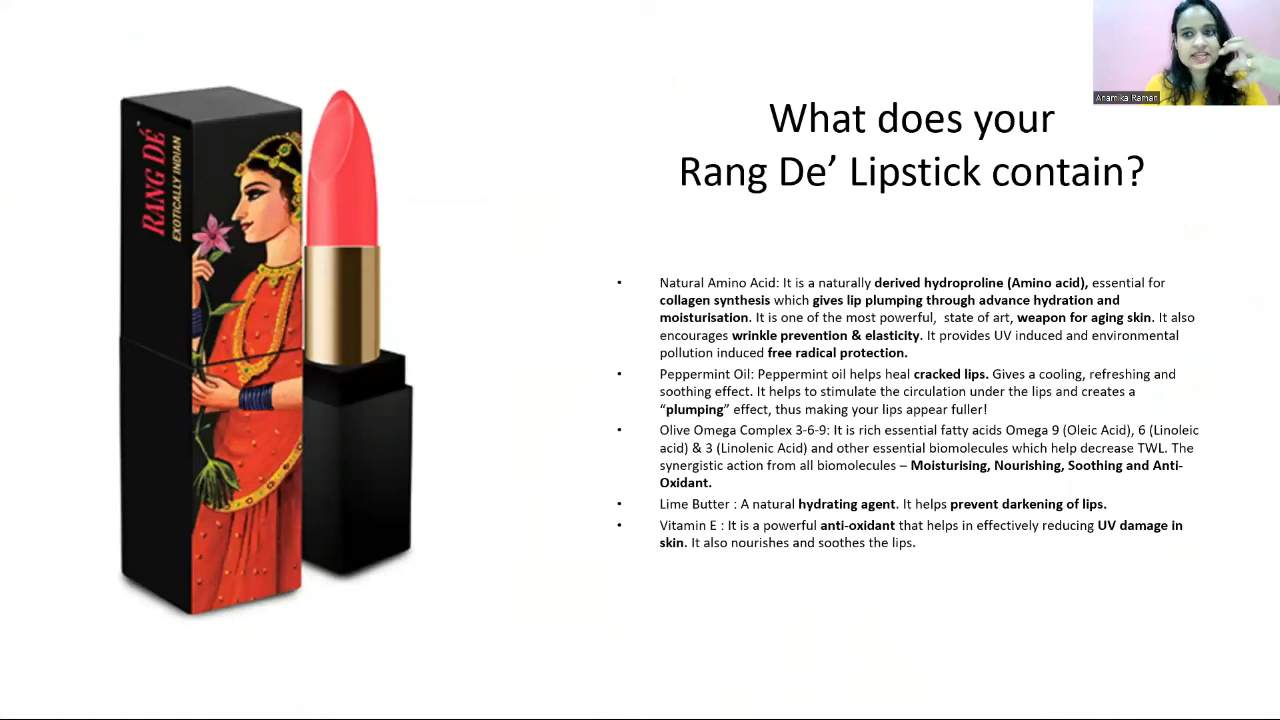 RANG DÉ
EXOTICALLY INDIAN
Anamika Raman
What does your
Rang De’ Lipstick contain?
• Natural Amino Acid: It is a naturally derived hydroproline (Amino acid), essential for
collagen synthesis which gives lip plumping through advance hydration and
moisturisation. It is one of the most powerful, state of art, weapon for aging skin. It also
encourages wrinkle prevention & elasticity. It provides UV induced and environmental
pollution induced free radical protection.
• Peppermint Oil: Peppermint oil helps heal cracked lips. Gives a cooling, refreshing and
soothing effect. It helps to stimulate the circulation under the lips and creates a
“plumping” effect, thus making your lips appear fuller!
• Olive Omega Complex 3-6-9: It is rich essential fatty acids Omega 9 (Oleic Acid), 6 (Linoleic
acid) & 3 (Linolenic Acid) and other essential biomolecules which help decrease TWL. The
synergistic action from all biomolecules – Moisturising, Nourishing, Soothing and Anti-
Oxidant.
• Lime Butter : A natural hydrating agent. It helps prevent darkening of lips.
• Vitamin E : It is a powerful anti-oxidant that helps in effectively reducing UV damage in
skin. It also nourishes and soothes the lips.